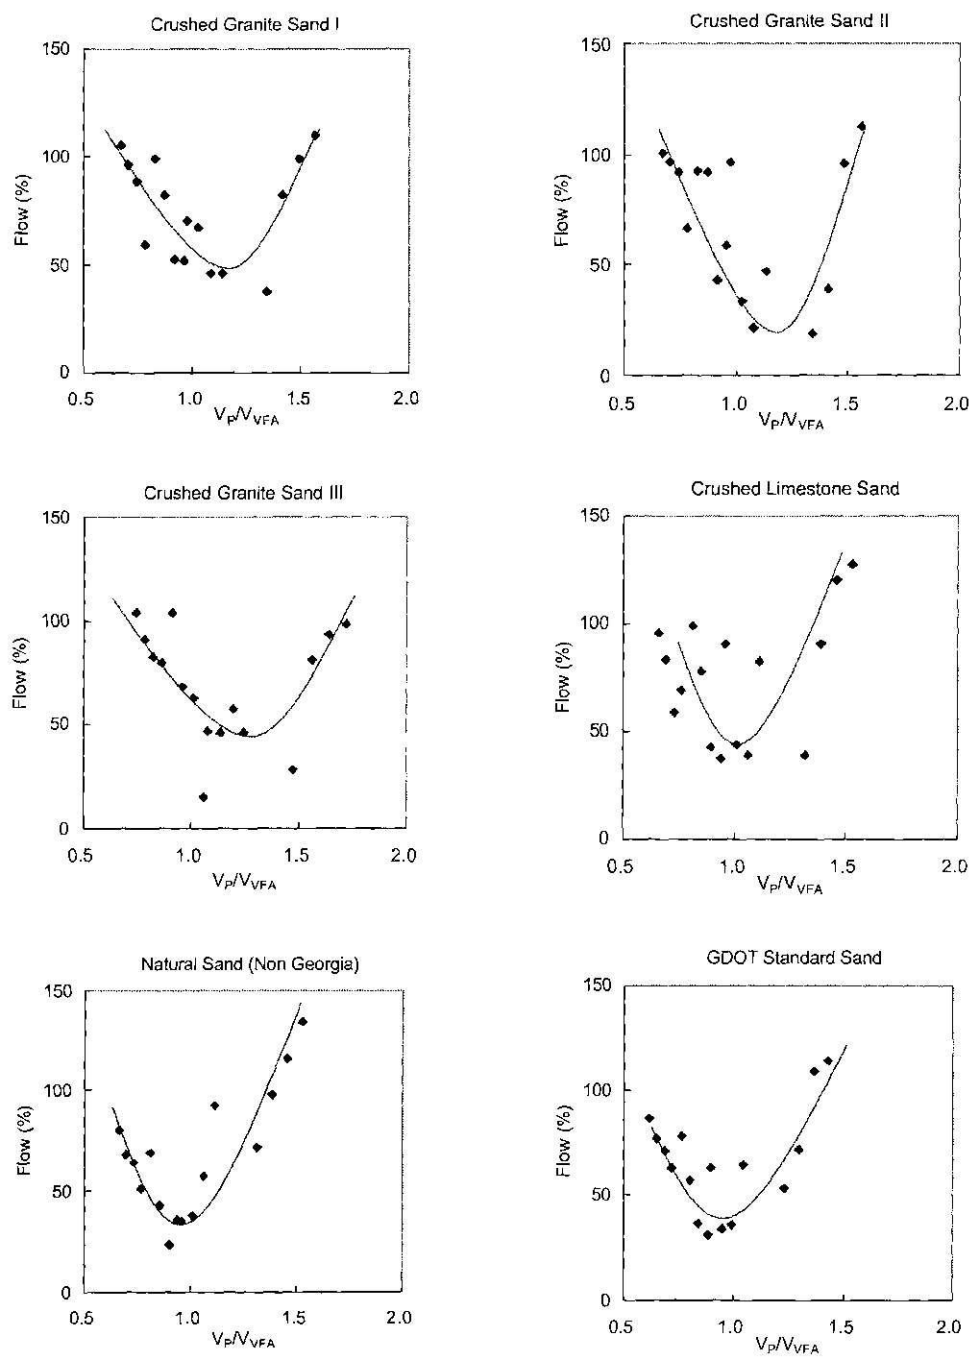 Crushed Granite Sand I
150
100
50
0
Flow (%)
0.5 1.0 1.5 2.0
VP/VVFA
Crushed Granite Sand II
150
100
50
0
Flow (%)
0.5 1.0 1.5 2.0
VP/VVFA
Crushed Granite Sand III
150
100
50
0
Flow (%)
0.5 1.0 1.5 2.0
VP/VVFA
Crushed Limestone Sand
150
100
50
0
Flow (%)
0.5 1.0 1.5 2.0
VP/VVFA
Natural Sand (Non Georgia)
150
100
50
0
Flow (%)
0.5 1.0 1.5 2.0
VP/VVFA
GDOT Standard Sand
150
100
50
0
Flow (%)
0.5 1.0 1.5 2.0
VP/VVFA